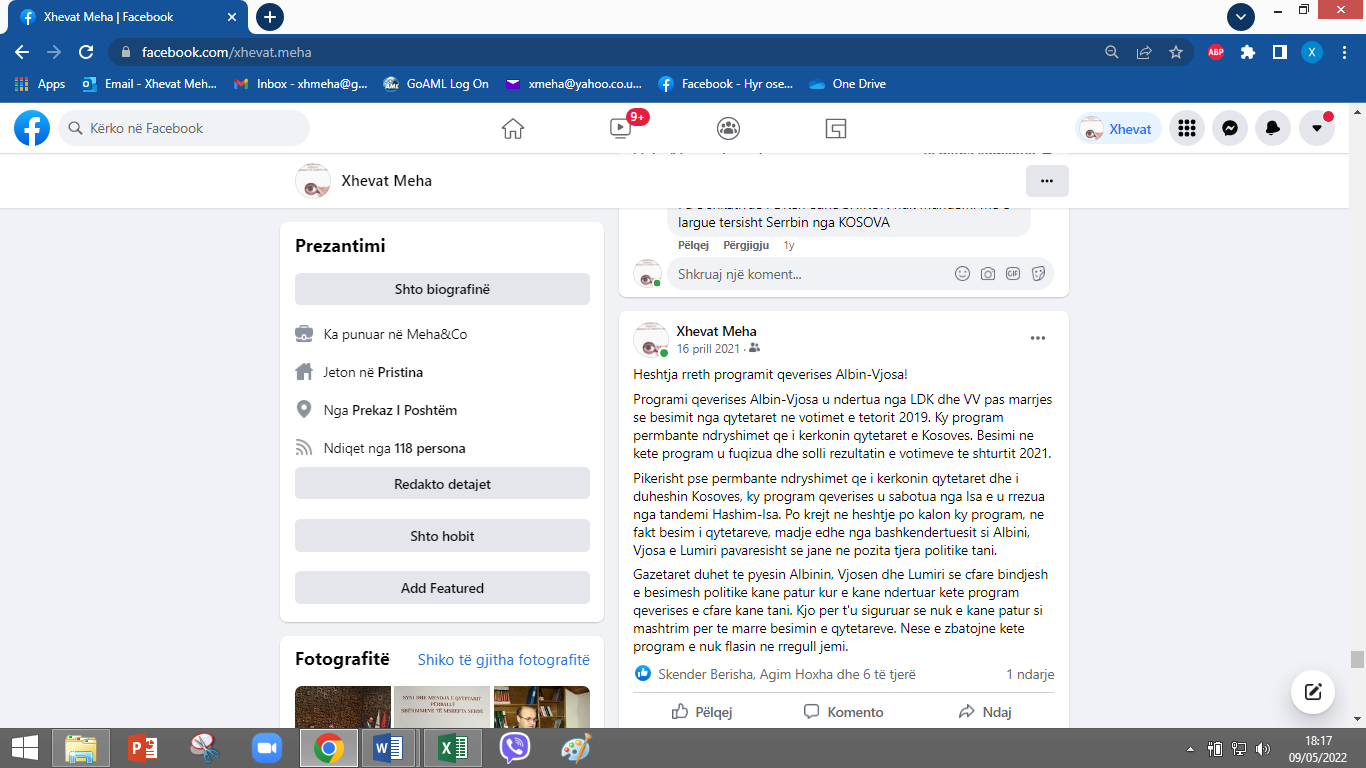 Xhevat Meha | Facebook
facebook.com/xhevat.meha
ABP
X
Apps
Email - Xhevat Meh...
Inbox - xhmeha@g...
GoAML Log On
xmeha@yahoo.co.u...
Facebook - Hyr ose...
One Drive
Kërko në Facebook
9+
Xhevat
Xhevat Meha
Prezantimi
Shto biografinë
Ka punuar në Meha&Co
Jeton në Pristina
Nga Prekaz I Poshtëm
Ndiqet nga 118 persona
Redakto detajet
Shto hobit
Add Featured
Fotografitë
Shiko të gjitha fotografitë
SYNI DHE MENDJA E QYTETARIT
PËRBALLË
largue tersisht Serrbin nga KOSOVA
Pëlqej Përgjigju 1y
Shkruaj një koment...
GIF
Xhevat Meha
16 prill 2021 ·
Heshtja rreth programit qeverises Albin-Vjosa!
Programi qeverises Albin-Vjosa u ndertua nga LDK dhe VV pas marrjes
se besimit nga qytetaret ne votimet e tetorit 2019. Ky program
permbante ndryshimet qe i kerkonin qytetaret e Kosoves. Besimi ne
kete program u fuqizua dhe solli rezultatin e votimeve te shturtit 2021.
Pikerisht pse permbante ndryshimet qe i kerkonin qytetaret dhe i
duheshin Kosoves, ky program qeverises u sabotua nga Isa e u rrezua
nga tandemi Hashim-Isa. Po krejt ne heshtje po kalon ky program, ne
fakt besim i qytetareve, madje edhe nga bashkendertuesit si Albini,
Vjosa e Lumiri pavaresisht se jane ne pozita tjera politike tani.
Gazetaret duhet te pyesin Albinin, Vjosen dhe Lumiri se cfare bindjesh
e besimesh politike kane patur kur e kane ndertuar kete program
qeverises e cfare kane tani. Kjo per t'u siguruar se nuk e kane patur si
mashtrim per te marre besimin e qytetareve. Nese e zbatojne kete
program e nuk flasin ne rregull jemi.
Skender Berisha, Agim Hoxha dhe 6 të tjerë
1 ndarje
Pëlqej
Komento
Ndaj
18:17
09/05/2022